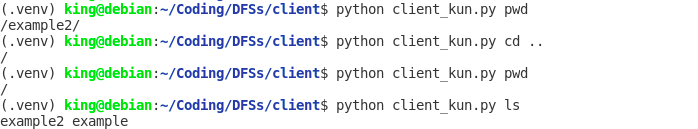 (.venv) king@debian:~/Coding/DFSs/client$ python client_kun.py pwd
/example2/
(.venv) king@debian:~/Coding/DFSs/client$ python client_kun.py cd ..
/
(.venv) king@debian:~/Coding/DFSs/client$ python client_kun.py pwd
/
(.venv) king@debian:~/Coding/DFSs/client$ python client_kun.py ls
example2 example